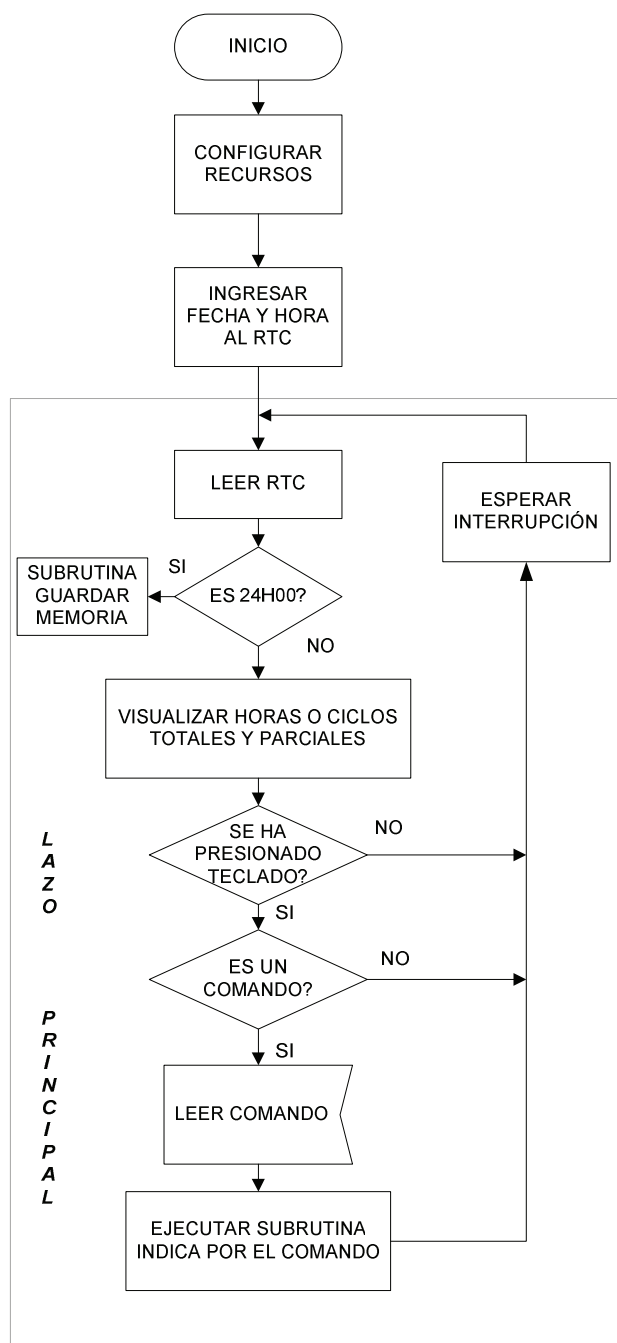 INICIO
CONFIGURAR
RECURSOS
INGRESAR
FECHA Y HORA
AL RTC
LEER RTC
ESPERAR
INTERRUPCIÓN
SI
SUBRUTINA
GUARDAR
MEMORIA
ES 24H00?
NO
VISUALIZAR HORAS O CICLOS
TOTALES Y PARCIALES
SE HA
PRESIONADO
TECLADO?
NO
SI
ES UN
COMANDO?
NO
SI
LEER COMANDO
EJECUTAR SUBRUTINA
INDICA POR EL COMANDO
LAZO
PRINCIPAL